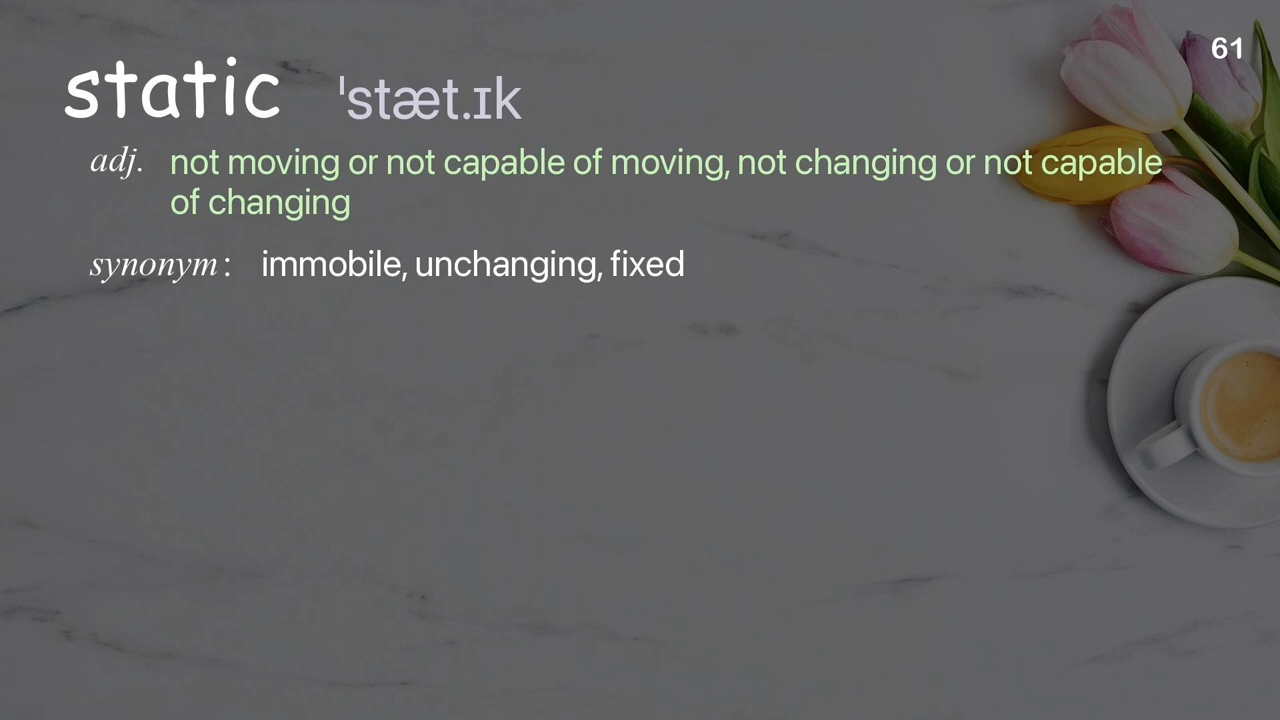 61
static ˈstæt.ɪk
adj. not moving or not capable of moving, not changing or not capable
of changing
synonym : immobile, unchanging, fixed